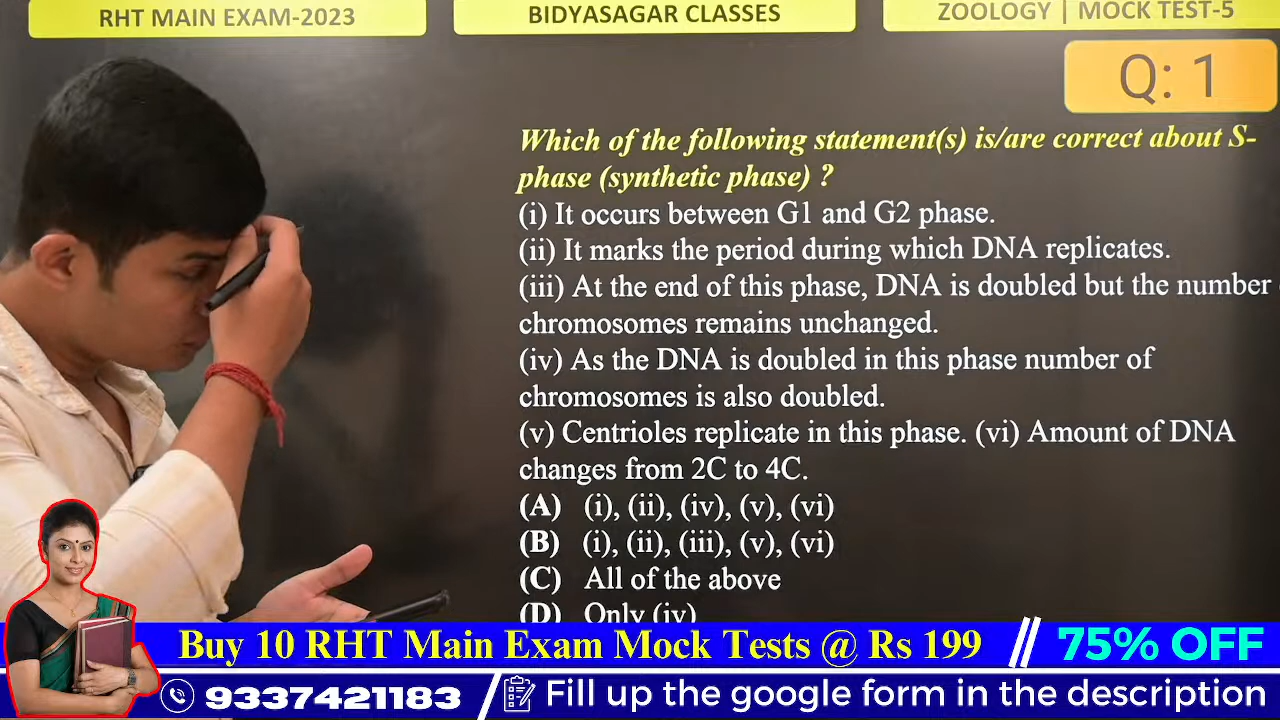 RHT MAIN EXAM-2023
BIDYASAGAR CLASSES
ZOOLOGY | MOCK TEST-5
Q: 1
Which of the following statement(s) is/are correct about S-
phase (synthetic phase) ?
(i) It occurs between G1 and G2 phase.
(ii) It marks the period during which DNA replicates.
(iii) At the end of this phase, DNA is doubled but the number
chromosomes remains unchanged.
(iv) As the DNA is doubled in this phase number of
chromosomes is also doubled.
(v) Centrioles replicate in this phase. (vi) Amount of DNA
changes from 2C to 4C.
(A) (i), (ii), (iv), (v), (vi)
(B) (i), (ii), (iii), (v), (vi)
(C) All of the above
(D) Only (iv)
Buy 10 RHT Main Exam Mock Tests @ Rs 199 // 75% OFF
9337421183 / Fill up the google form in the description